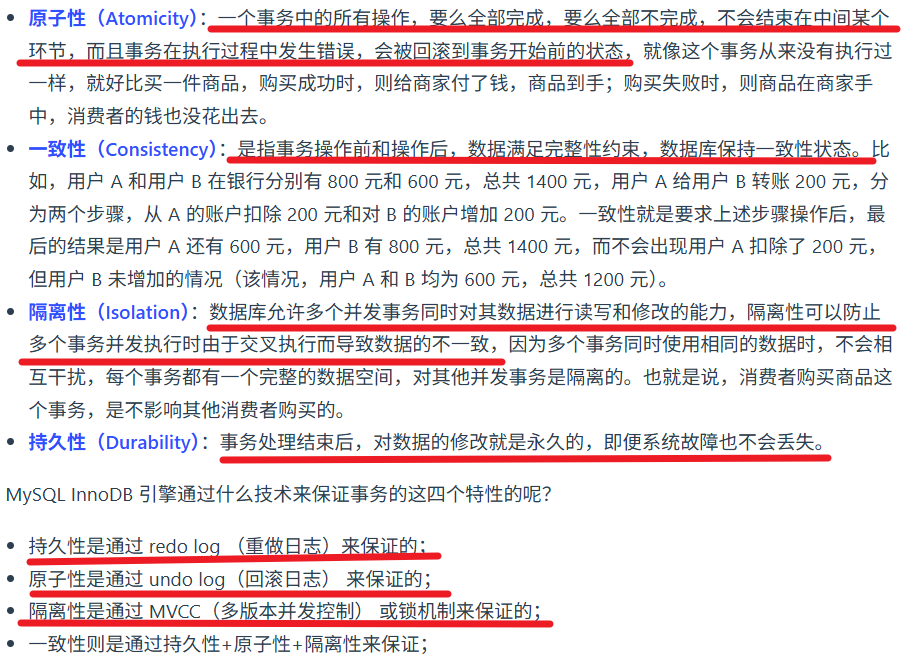 • 原子性（Atomicity）：一个事务中的所有操作，要么全部完成，要么全部不完成，不会结束在中间某个
环节，而且事务在执行过程中发生错误，会被回滚到事务开始前的状态，就像这个事务从来没有执行过
一样，就好比买一件商品，购买成功时，则给商家付了钱，商品到手；购买失败时，则商品在商家手
中，消费者的钱也没花出去。
• 一致性（Consistency）：是指事务操作前和操作后，数据满足完整性约束，数据库保持一致性状态。比
如，用户 A 和用户 B 在银行分别有 800 元和 600 元，总共 1400 元，用户 A 给用户 B 转账 200 元，分
为两个步骤，从 A 的账户扣除 200 元和对 B 的账户增加 200 元。一致性就是要求上述步骤操作后，最
后的结果是用户 A 还有 600 元，用户 B 有 800 元，总共 1400 元，而不会出现用户 A 扣除了 200 元，
但用户 B 未增加的情况（该情况，用户 A 和 B 均为 600 元，总共 1200 元）。
• 隔离性（Isolation）：数据库允许多个并发事务同时对其数据进行读写和修改的能力，隔离性可以防止
多个事务并发执行时由于交叉执行而导致数据的不一致，因为多个事务同时使用相同的数据时，不会相
互干扰，每个事务都有一个完整的数据空间，对其他并发事务是隔离的。也就是说，消费者购买商品这
个事务，是不影响其他消费者购买的。
• 持久性（Durability）：事务处理结束后，对数据的修改就是永久的，即便系统故障也不会丢失。
MySQL InnoDB 引擎通过什么技术来保证事务的这四个特性的呢？
• 持久性是通过 redo log （重做日志）来保证的；
• 原子性是通过 undo log（回滚日志） 来保证的；
• 隔离性是通过 MVCC（多版本并发控制） 或锁机制来保证的；
• 一致性则是通过持久性+原子性+隔离性来保证；